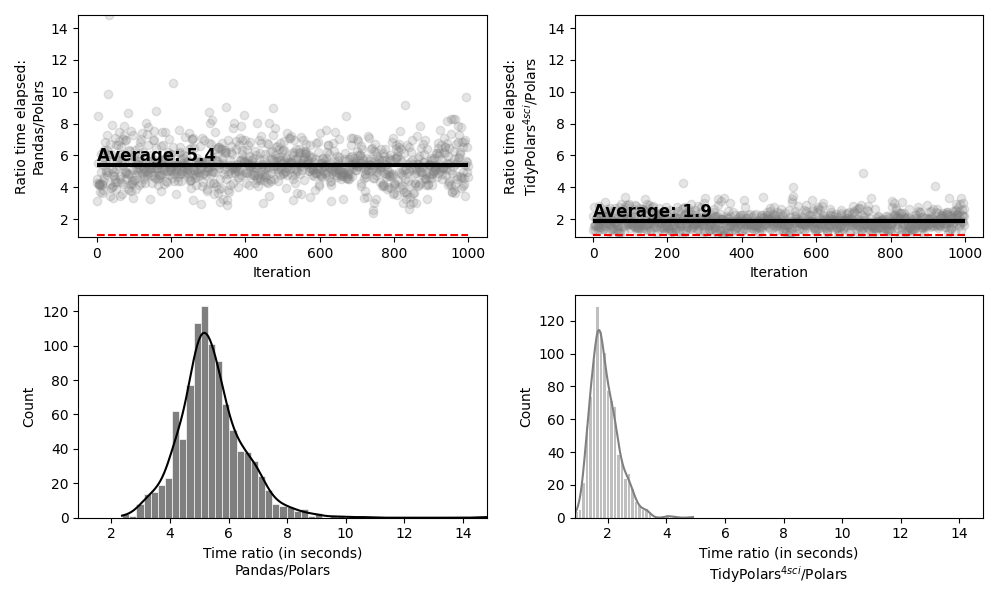 Ratio time elapsed:
Pandas/Polars
14
12
10
8
6
4
2
Average: 5.4
0 200 400 600 800 1000
Iteration
Ratio time elapsed:
TidyPolars⁴ˢᶜⁱ/Polars
14
12
10
8
6
4
2
Average: 1.9
0 200 400 600 800 1000
Iteration
Count
120
100
80
60
40
20
0
2 4 6 8 10 12 14
Time ratio (in seconds)
Pandas/Polars
Count
120
100
80
60
40
20
0
2 4 6 8 10 12 14
Time ratio (in seconds)
TidyPolars⁴ˢᶜⁱ/Polars